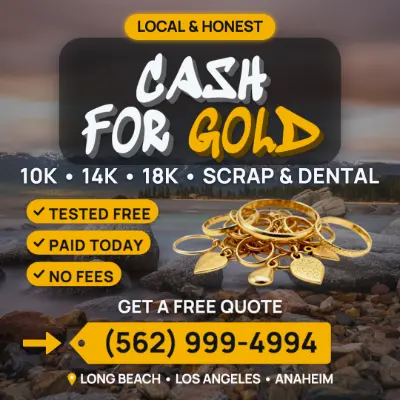 LOCAL & HONEST
CASH
FOR GOLD
10K • 14K • 18K • SCRAP & DENTAL
TESTED FREE
PAID TODAY
NO FEES
GET A FREE QUOTE
(562) 999-4994
LONG BEACH • LOS ANGELES • ANAHEIM